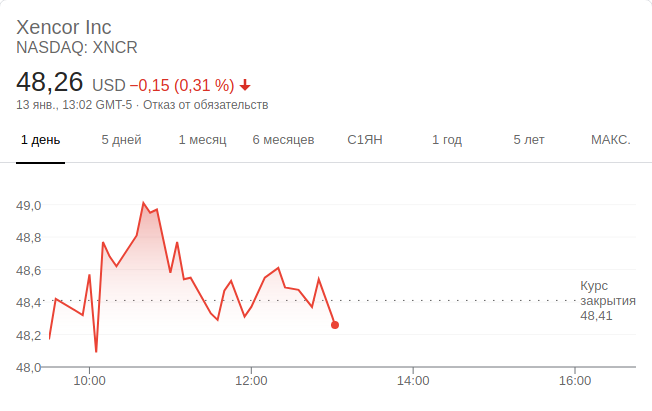 Xencor Inc
NASDAQ: XNCR
48,26 USD −0,15 (0,31 %)
13 янв., 13:02 GMT-5 · Отказ от обязательств
1 день 5 дней 1 месяц 6 месяцев С1ЯН 1 год 5 лет МАКС.
49,0
48,8
48,6
48,4
48,2
48,0
Курс
закрытия
48,41
10:00 12:00 14:00 16:00